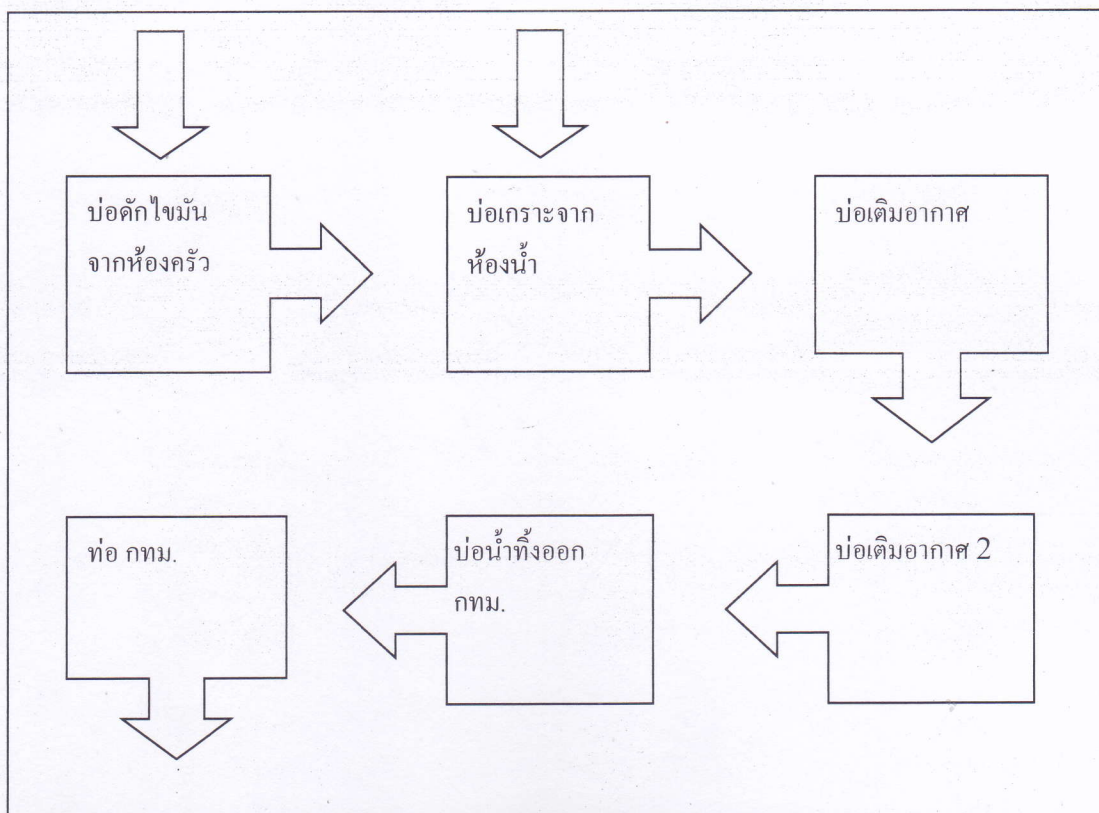 บ่อดักไขมัน
จากห้องครัว
บ่อเกราะจาก
ห้องน้ำ
บ่อเติมอากาศ
บ่อเติมอากาศ 2
บ่อน้ำทิ้งออก
กทม.
ท่อ กทม.